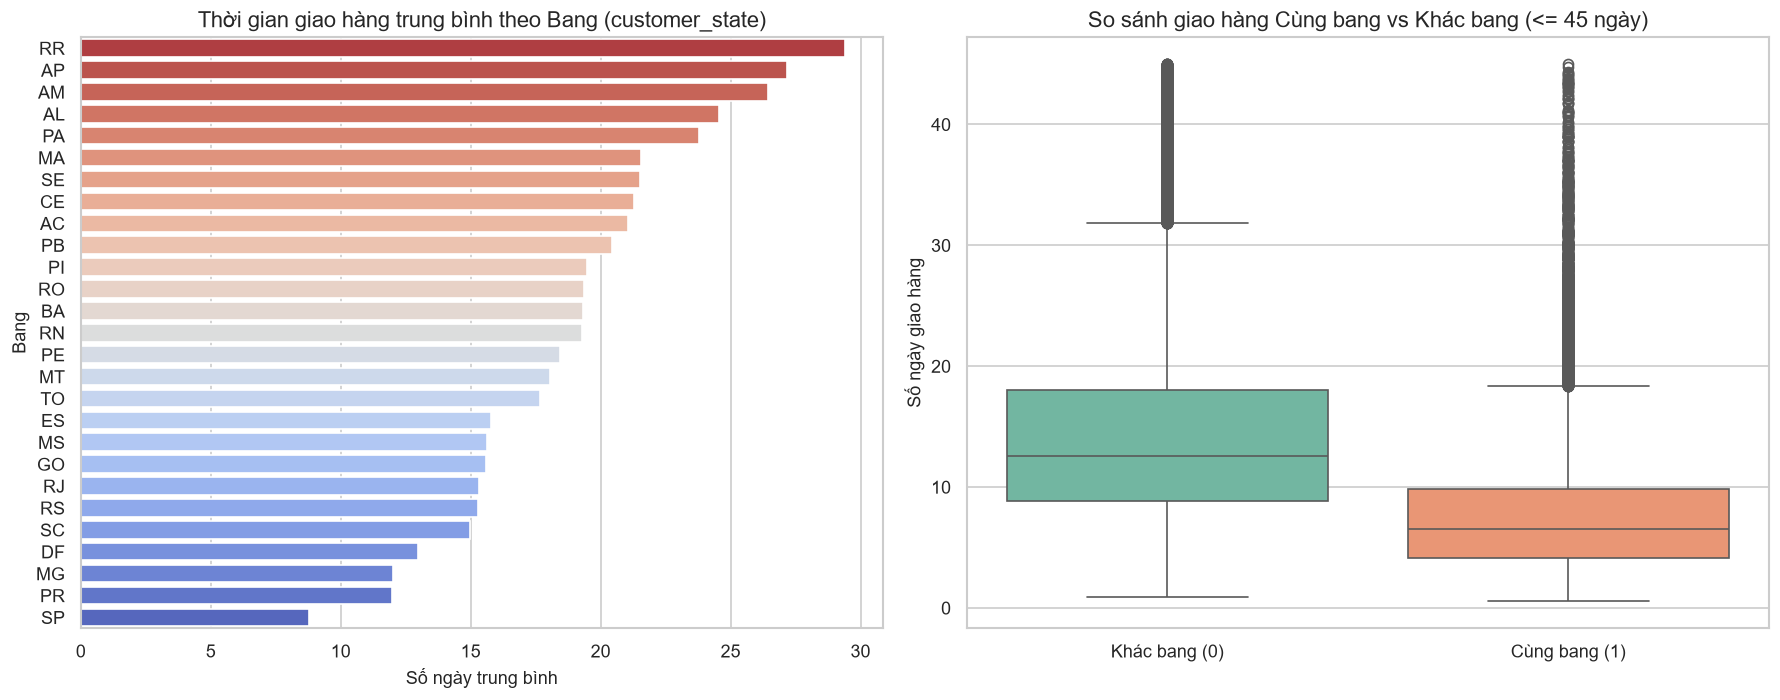 Thời gian giao hàng trung bình theo Bang (customer_state)
Bang
RR
AP
AM
AL
PA
MA
SE
CE
AC
PB
PI
RO
BA
RN
PE
MT
TO
ES
MS
GO
RJ
RS
SC
DF
MG
PR
SP
0 5 10 15 20 25 30
Số ngày trung bình
So sánh giao hàng Cùng bang vs Khác bang (<= 45 ngày)
Số ngày giao hàng
40
30
20
10
0
Khác bang (0) Cùng bang (1)